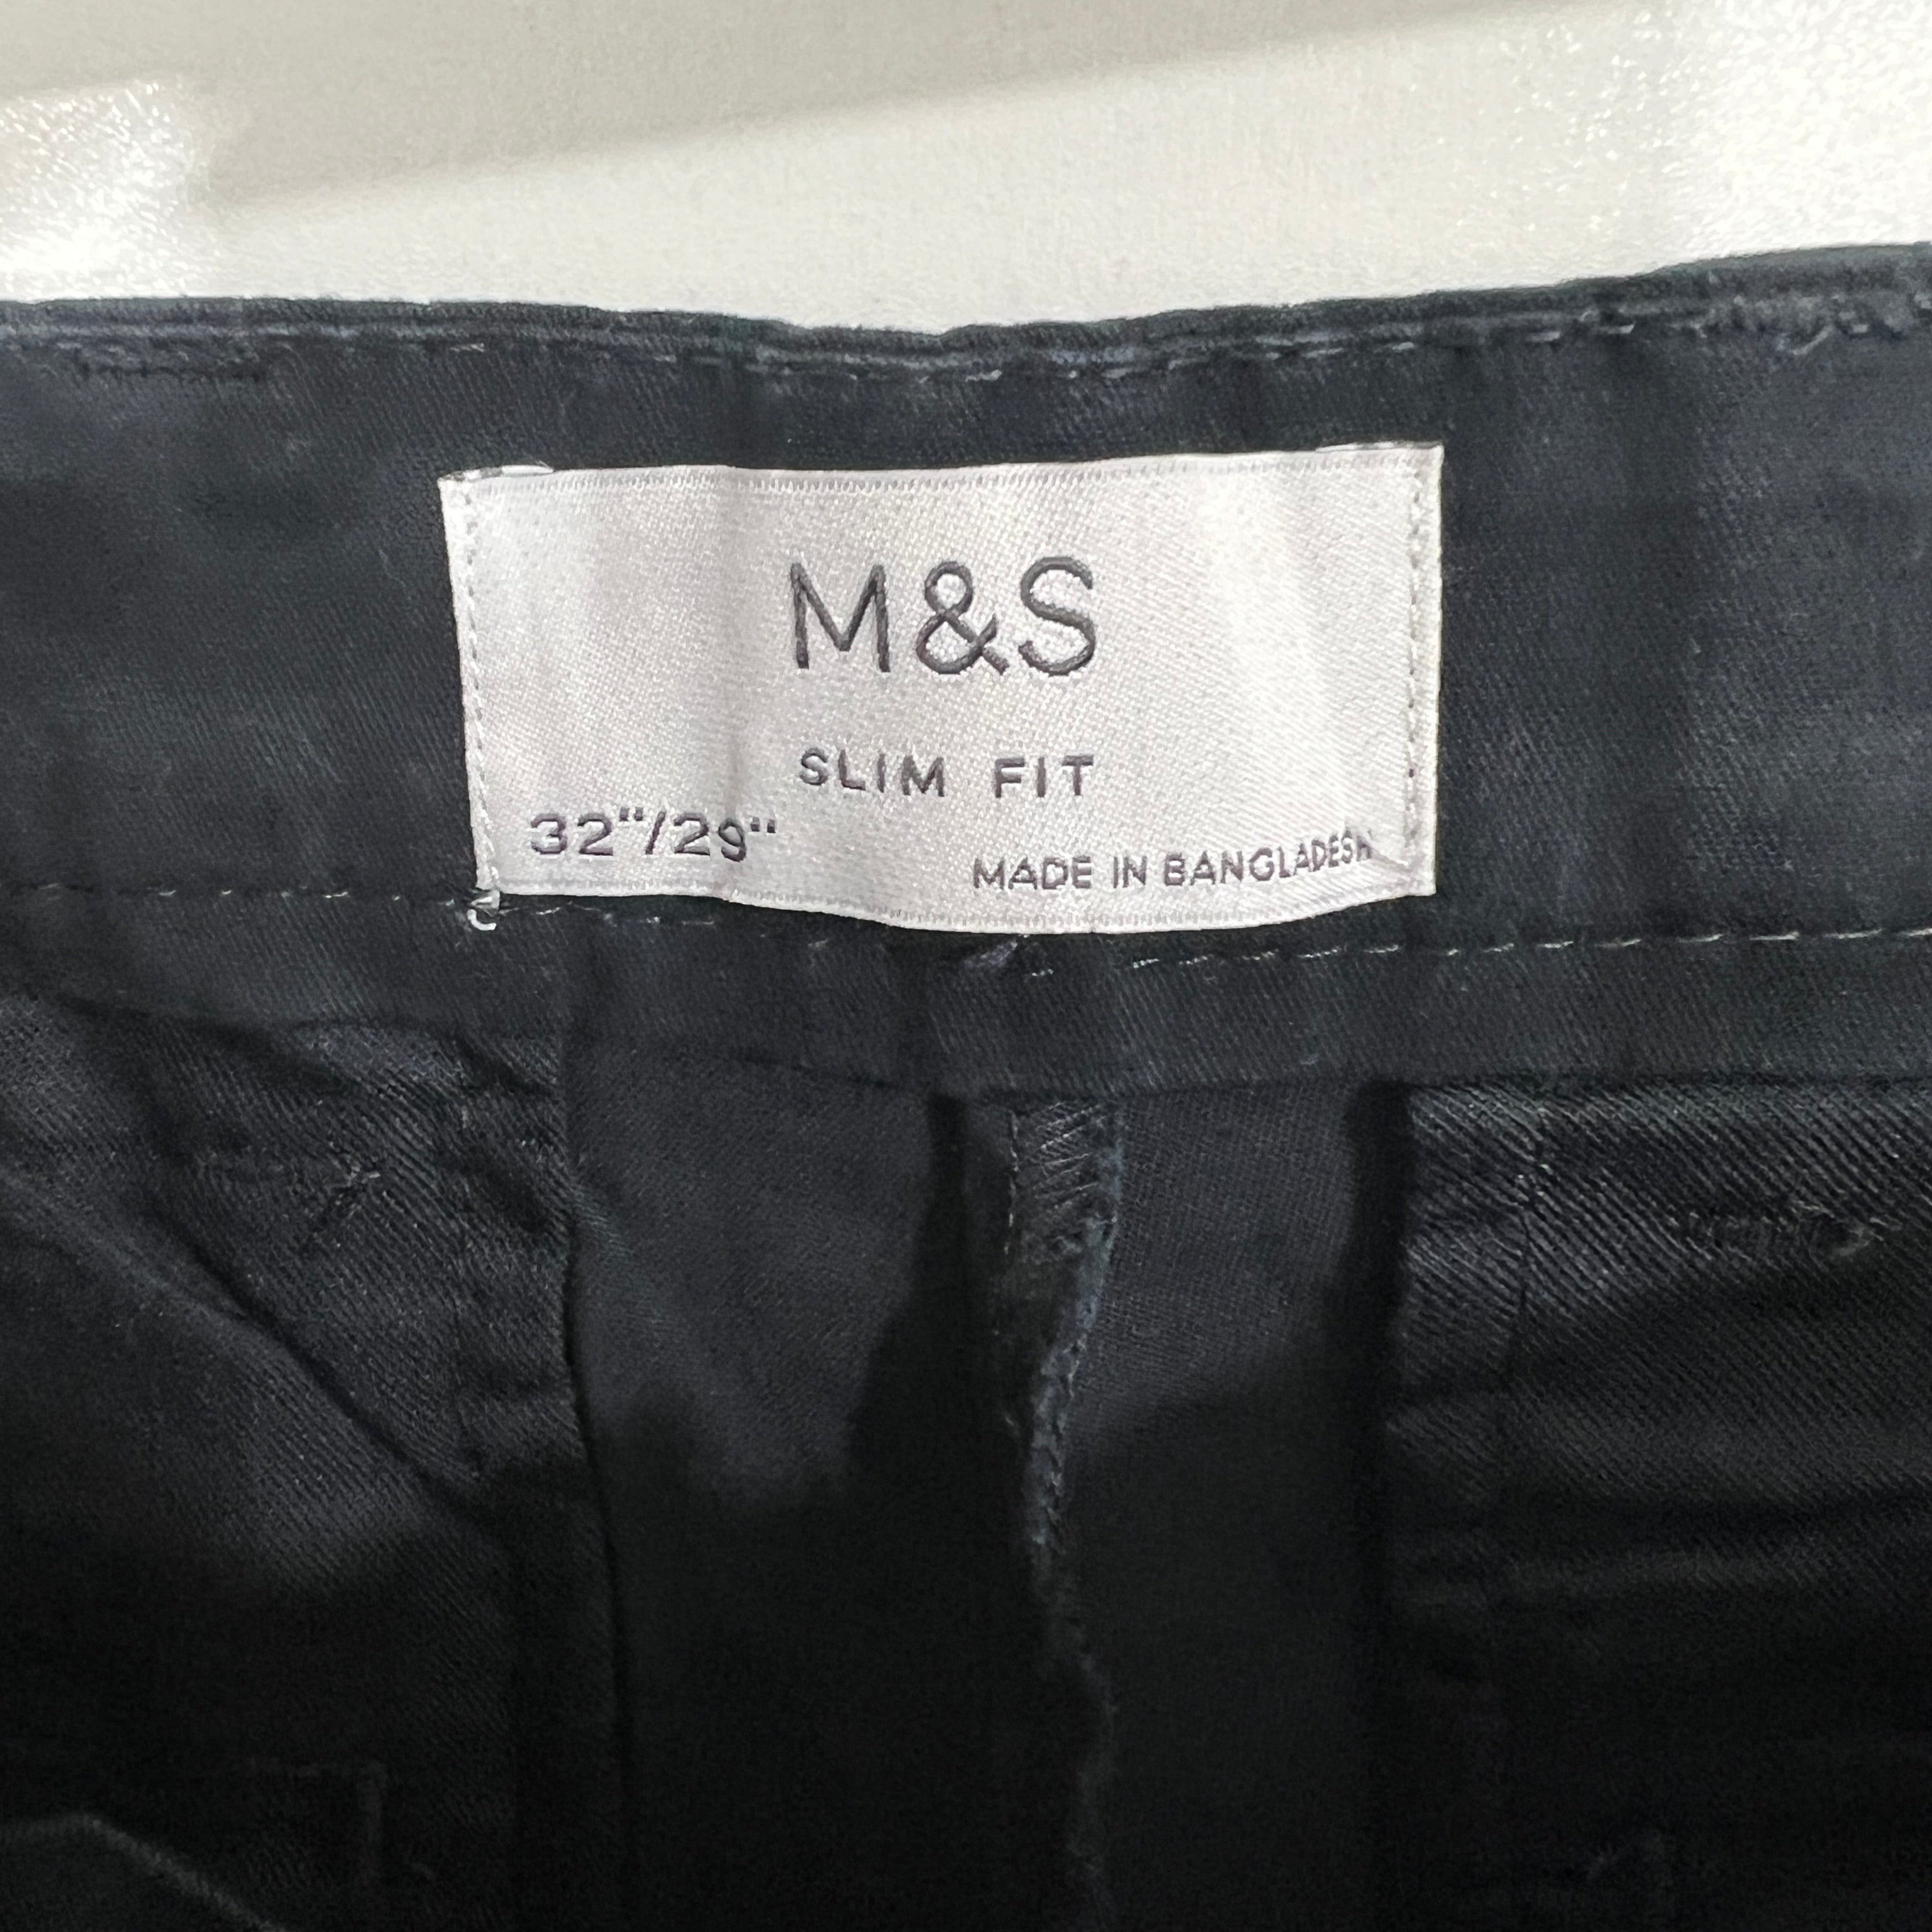 M&S
SLIM FIT
32"/29"
MADE IN BANGLADESH